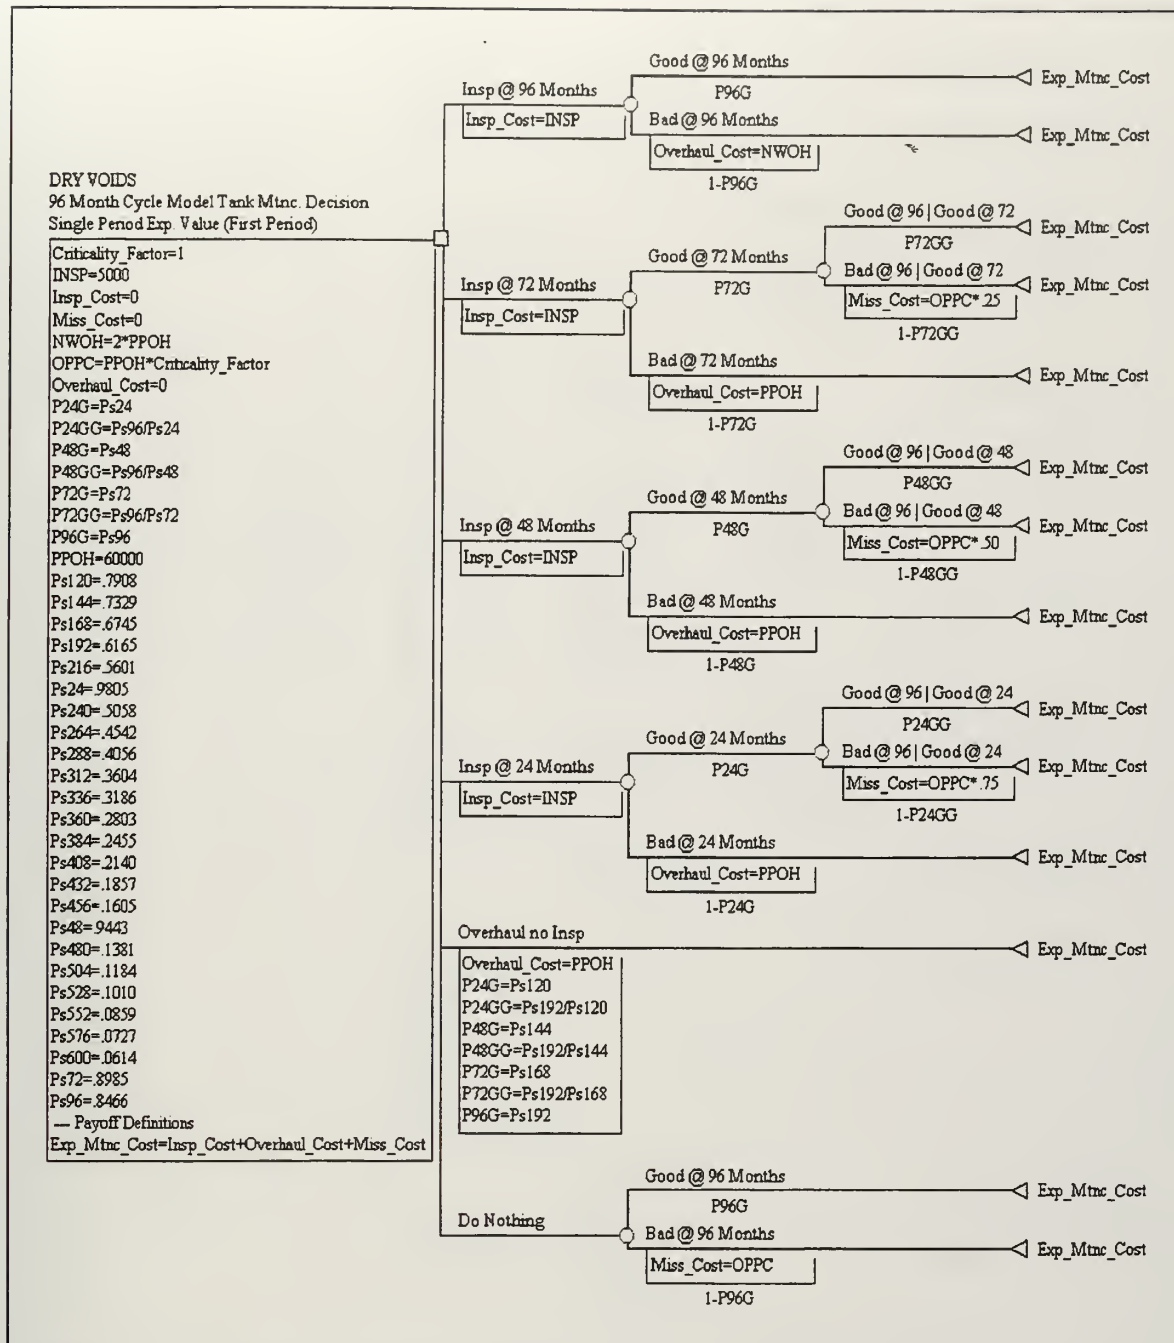 DRY VOIDS
96 Month Cycle Model Tank Mtnc. Decision
Single Period Exp. Value (First Period)
Criticality_Factor=1
INSP=5000
Insp_Cost=0
Miss_Cost=0
NWOH=2*PPOH
OPPC=PPOH*Criticality_Factor
Overhaul_Cost=0
P24G=Ps24
P24GG=Ps96/Ps24
P48G=Ps48
P48GG=Ps96/Ps48
P72G=Ps72
P72GG=Ps96/Ps72
P96G=Ps96
PPOH=60000
Ps120=.7908
Ps144=.7329
Ps168=.6745
Ps192=.6165
Ps216=.5601
Ps24=.9805
Ps240=.5058
Ps264=.4542
Ps288=.4056
Ps312=.3604
Ps336=.3186
Ps360=.2803
Ps384=.2455
Ps408=.2140
Ps432=.1857
Ps456=.1605
Ps48=.9443
Ps480=.1381
Ps504=.1184
Ps528=.1010
Ps552=.0859
Ps576=.0727
Ps600=.0614
Ps72=.8985
Ps96=.8466
— Payoff Definitions
Exp_Mtnc_Cost=Insp_Cost+Overhaul_Cost+Miss_Cost
Insp @ 96 Months
Insp_Cost=INSP
Good @ 96 Months
P96G
Exp_Mtnc_Cost
Bad @ 96 Months
Overhaul_Cost=NWOH
1-P96G
Exp_Mtnc_Cost
Insp @ 72 Months
Insp_Cost=INSP
Good @ 72 Months
P72G
Good @ 96 | Good @ 72
P72GG
Exp_Mtnc_Cost
Bad @ 96 | Good @ 72
Miss_Cost=OPPC*.25
1-P72GG
Exp_Mtnc_Cost
Bad @ 72 Months
Overhaul_Cost=PPOH
1-P72G
Exp_Mtnc_Cost
Insp @ 48 Months
Insp_Cost=INSP
Good @ 48 Months
P48G
Good @ 96 | Good @ 48
P48GG
Exp_Mtnc_Cost
Bad @ 96 | Good @ 48
Miss_Cost=OPPC*.50
1-P48GG
Exp_Mtnc_Cost
Bad @ 48 Months
Overhaul_Cost=PPOH
1-P48G
Exp_Mtnc_Cost
Insp @ 24 Months
Insp_Cost=INSP
Good @ 24 Months
P24G
Good @ 96 | Good @ 24
P24GG
Exp_Mtnc_Cost
Bad @ 96 | Good @ 24
Miss_Cost=OPPC*.75
1-P24GG
Exp_Mtnc_Cost
Bad @ 24 Months
Overhaul_Cost=PPOH
1-P24G
Exp_Mtnc_Cost
Overhaul no Insp
Overhaul_Cost=PPOH
P24G=Ps120
P24GG=Ps192/Ps120
P48G=Ps144
P48GG=Ps192/Ps144
P72G=Ps168
P72GG=Ps192/Ps168
P96G=Ps192
Exp_Mtnc_Cost
Do Nothing
Good @ 96 Months
P96G
Exp_Mtnc_Cost
Bad @ 96 Months
Miss_Cost=OPPC
1-P96G
Exp_Mtnc_Cost